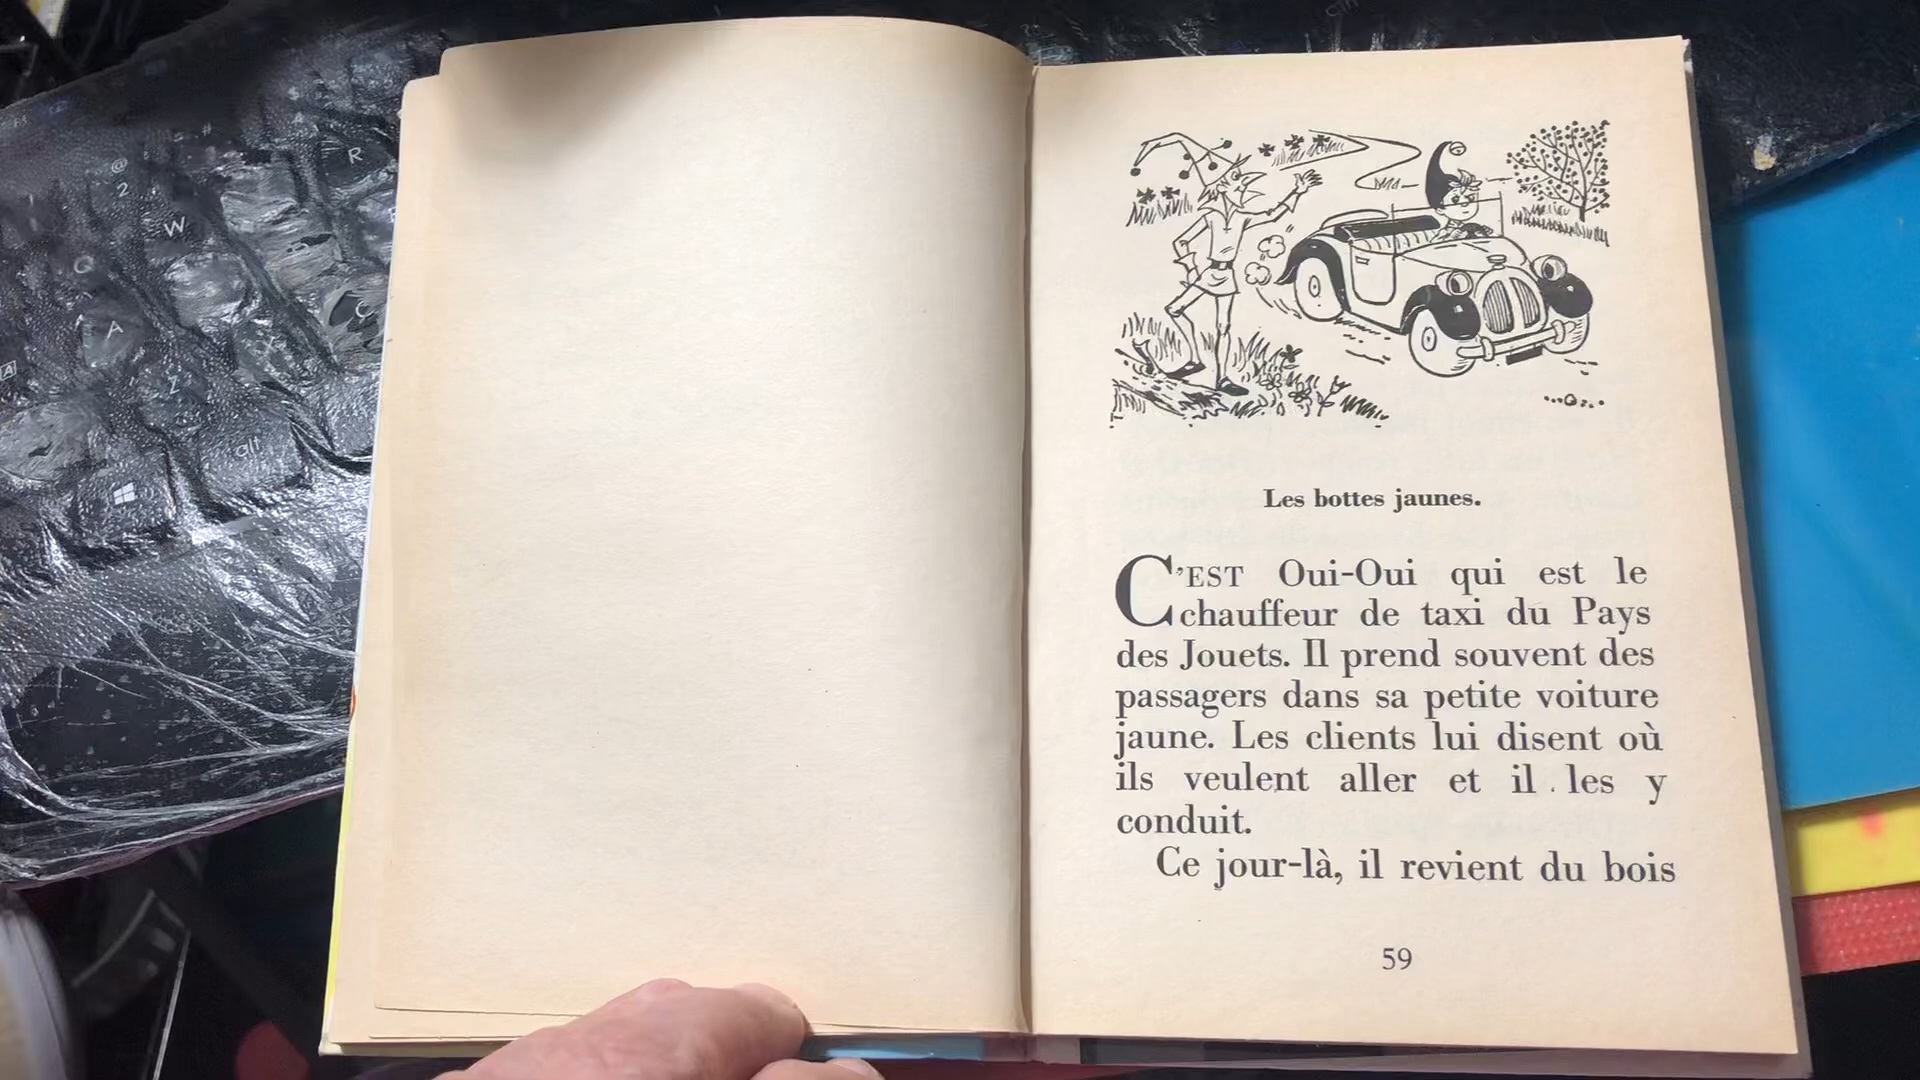 @
2
#
R
W
Q
A
C
X
Z
alt
Les bottes jaunes.
C'EST Oui-Oui qui est le
chauffeur de taxi du Pays
des Jouets. Il prend souvent des
passagers dans sa petite voiture
jaune. Les clients lui disent où
ils veulent aller et il les y
conduit.
Ce jour-là, il revient du bois
59